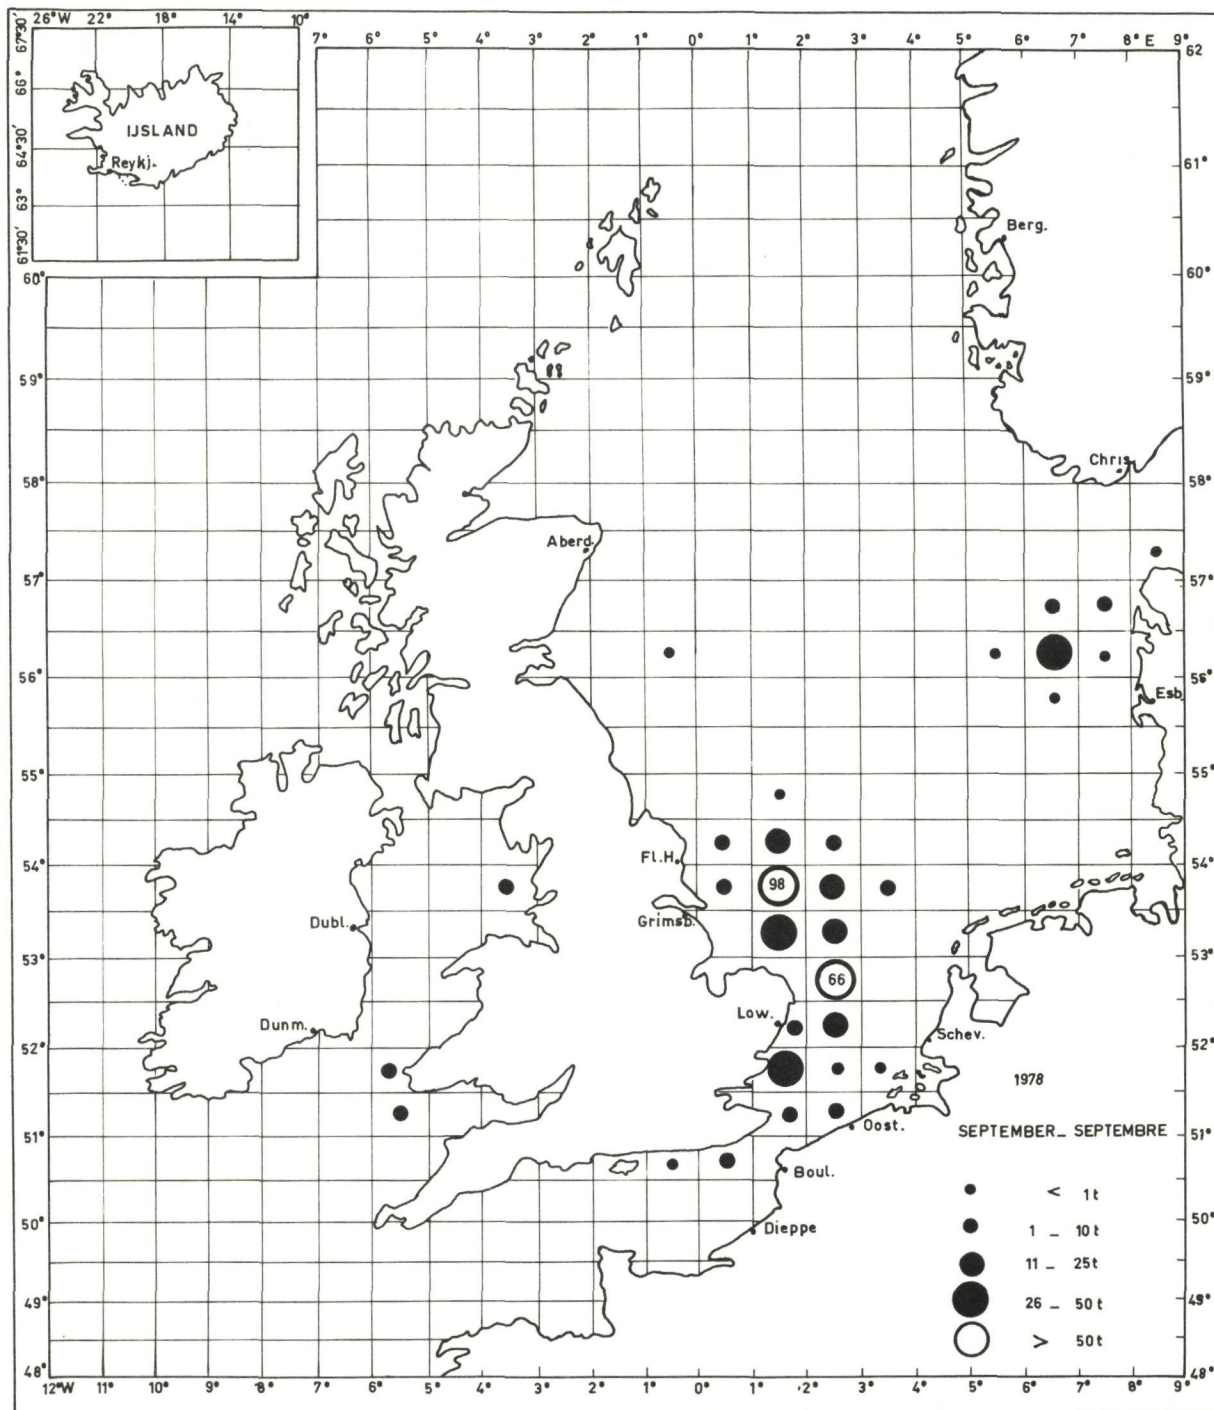 26°W 22° 18° 14° 10°
67°30'
66°
64°30'
63°
61°30'
IJSLAND
Reykj.
7° 6° 5° 4° 3° 2° 1° 0° 1° 2° 3° 4° 5° 6° 7° 8° E 9°
62
61°
Berg.
60° 60°
59° 59°
Chris
58° 58°
Aberd.
57° 57°
56° 56°
Esb
55° 55°
Fl.H.
54° 54°
98
Grimsb.
Dubl.
53° 53°
66
Low.
Dunm.
Schev.
52° 52°
1978
51° 51°
Oost.
SEPTEMBER_ SEPTEMBRE
Boul.
< 1t
50° 50°
Dieppe
1 _ 10t
11 _ 25t
49° 49°
26 _ 50t
> 50t
48° 48°
12°W 11° 10° 9° 8° 7° 6° 5° 4° 3° 2° 1° 0° 1° 2° 3° 4° 5° 6° 7° 8° 9°